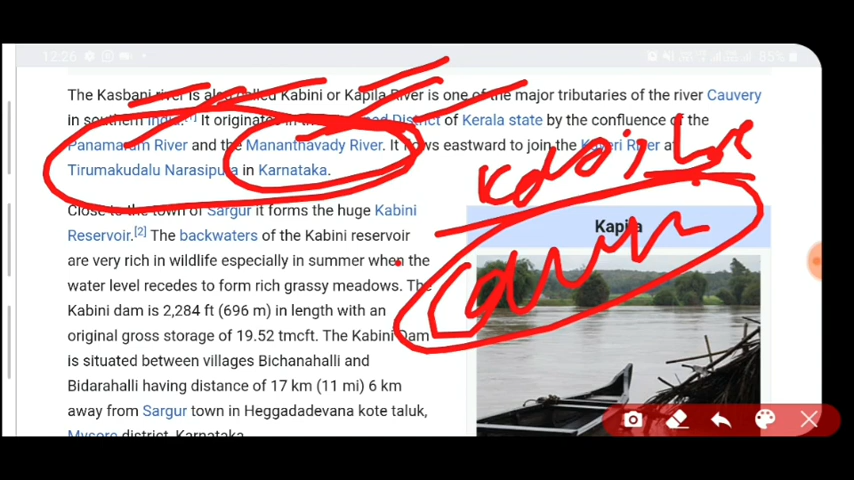 12:26
85%
The Kasbani river is also called Kabini or Kapila River is one of the major tributaries of the river Cauvery
in southern India.[1] It originates in the District of Kerala state by the confluence of the
Panamaram River and the Mananthavady River. It flows eastward to join the Kaveri River at
Tirumakudalu Narasipura in Karnataka.
Close to the town of Sargur it forms the huge Kabini
Reservoir.[2] The backwaters of the Kabini reservoir
are very rich in wildlife especially in summer when the
water level recedes to form rich grassy meadows. The
Kabini dam is 2,284 ft (696 m) in length with an
original gross storage of 19.52 tmcft. The Kabini Dam
is situated between villages Bichanahalli and
Bidarahalli having distance of 17 km (11 mi) 6 km
away from Sargur town in Heggadadevana kote taluk,
Mysore district, Karnataka
Kapila